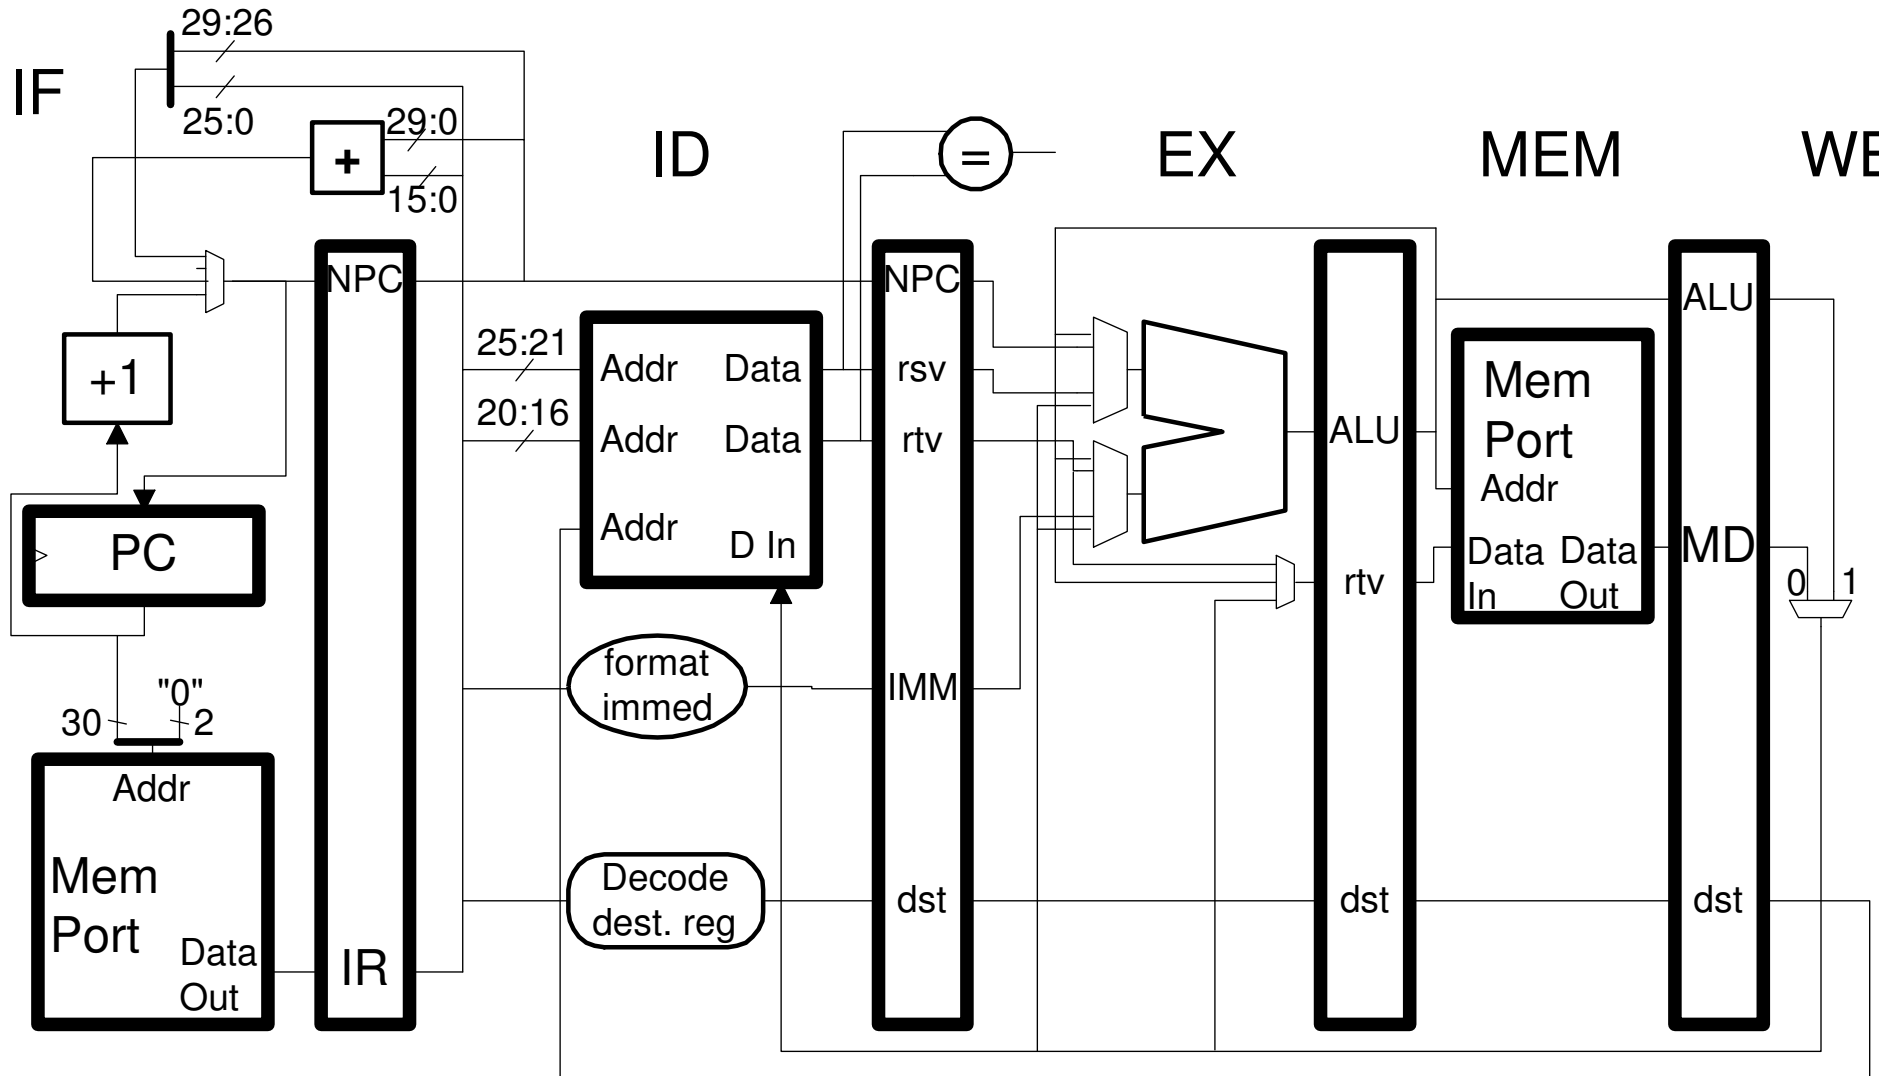 29:26
IF
25:0
29:0
+
15:0
ID
=
EX
MEM
WE
NPC
NPC
ALU
25:21
Addr
Data
rsv
+1
20:16
Addr
Data
rtv
ALU
Mem
Port
Addr
PC
Addr
D In
Data
In
Data
Out
MD
rtv
0
1
format
immed
IMM
"0"
30
2
Addr
Mem
Port
Data
Out
IR
Decode
dest. reg
dst
dst
dst